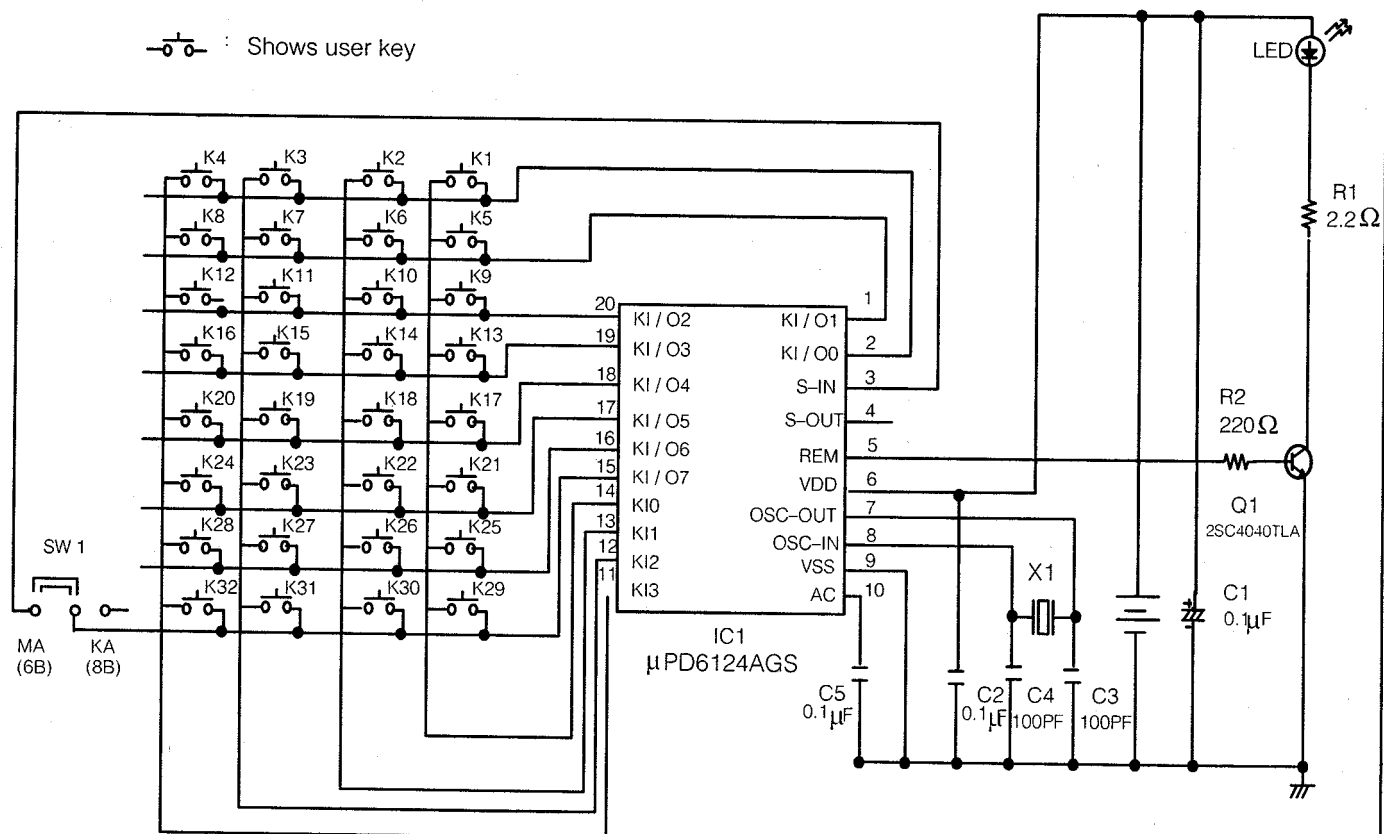 : Shows user key
LED
K4 K3 K2 K1
R1
2.2Ω
K8 K7 K6 K5
K12 K11 K10 K9
20 KI / O2 KI / O1 1
K16 K15 K14 K13
19 KI / O3 KI / O0 2
18 KI / O4 S-IN 3
K20 K19 K18 K17
17 KI / O5 S-OUT 4
R2
220Ω
16 KI / O6 REM 5
K24 K23 K22 K21
15 KI / O7 VDD 6
14 KI0 OSC-OUT 7
Q1
2SC4040TLA
K28 K27 K26 K25
13 KI1 OSC-IN 8
12 KI2 VSS 9
11 KI3 AC 10
SW 1
X1
K32 K31 K30 K29
C1
0.1μF
MA
(6B)
KA
(8B)
IC1
μPD6124AGS
C5
0.1μF
C2
0.1μF
C4
100PF
C3
100PF